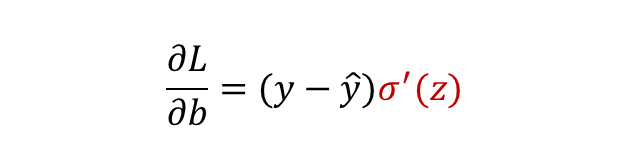 ∂L/∂b = (y − ŷ)σ′(z)